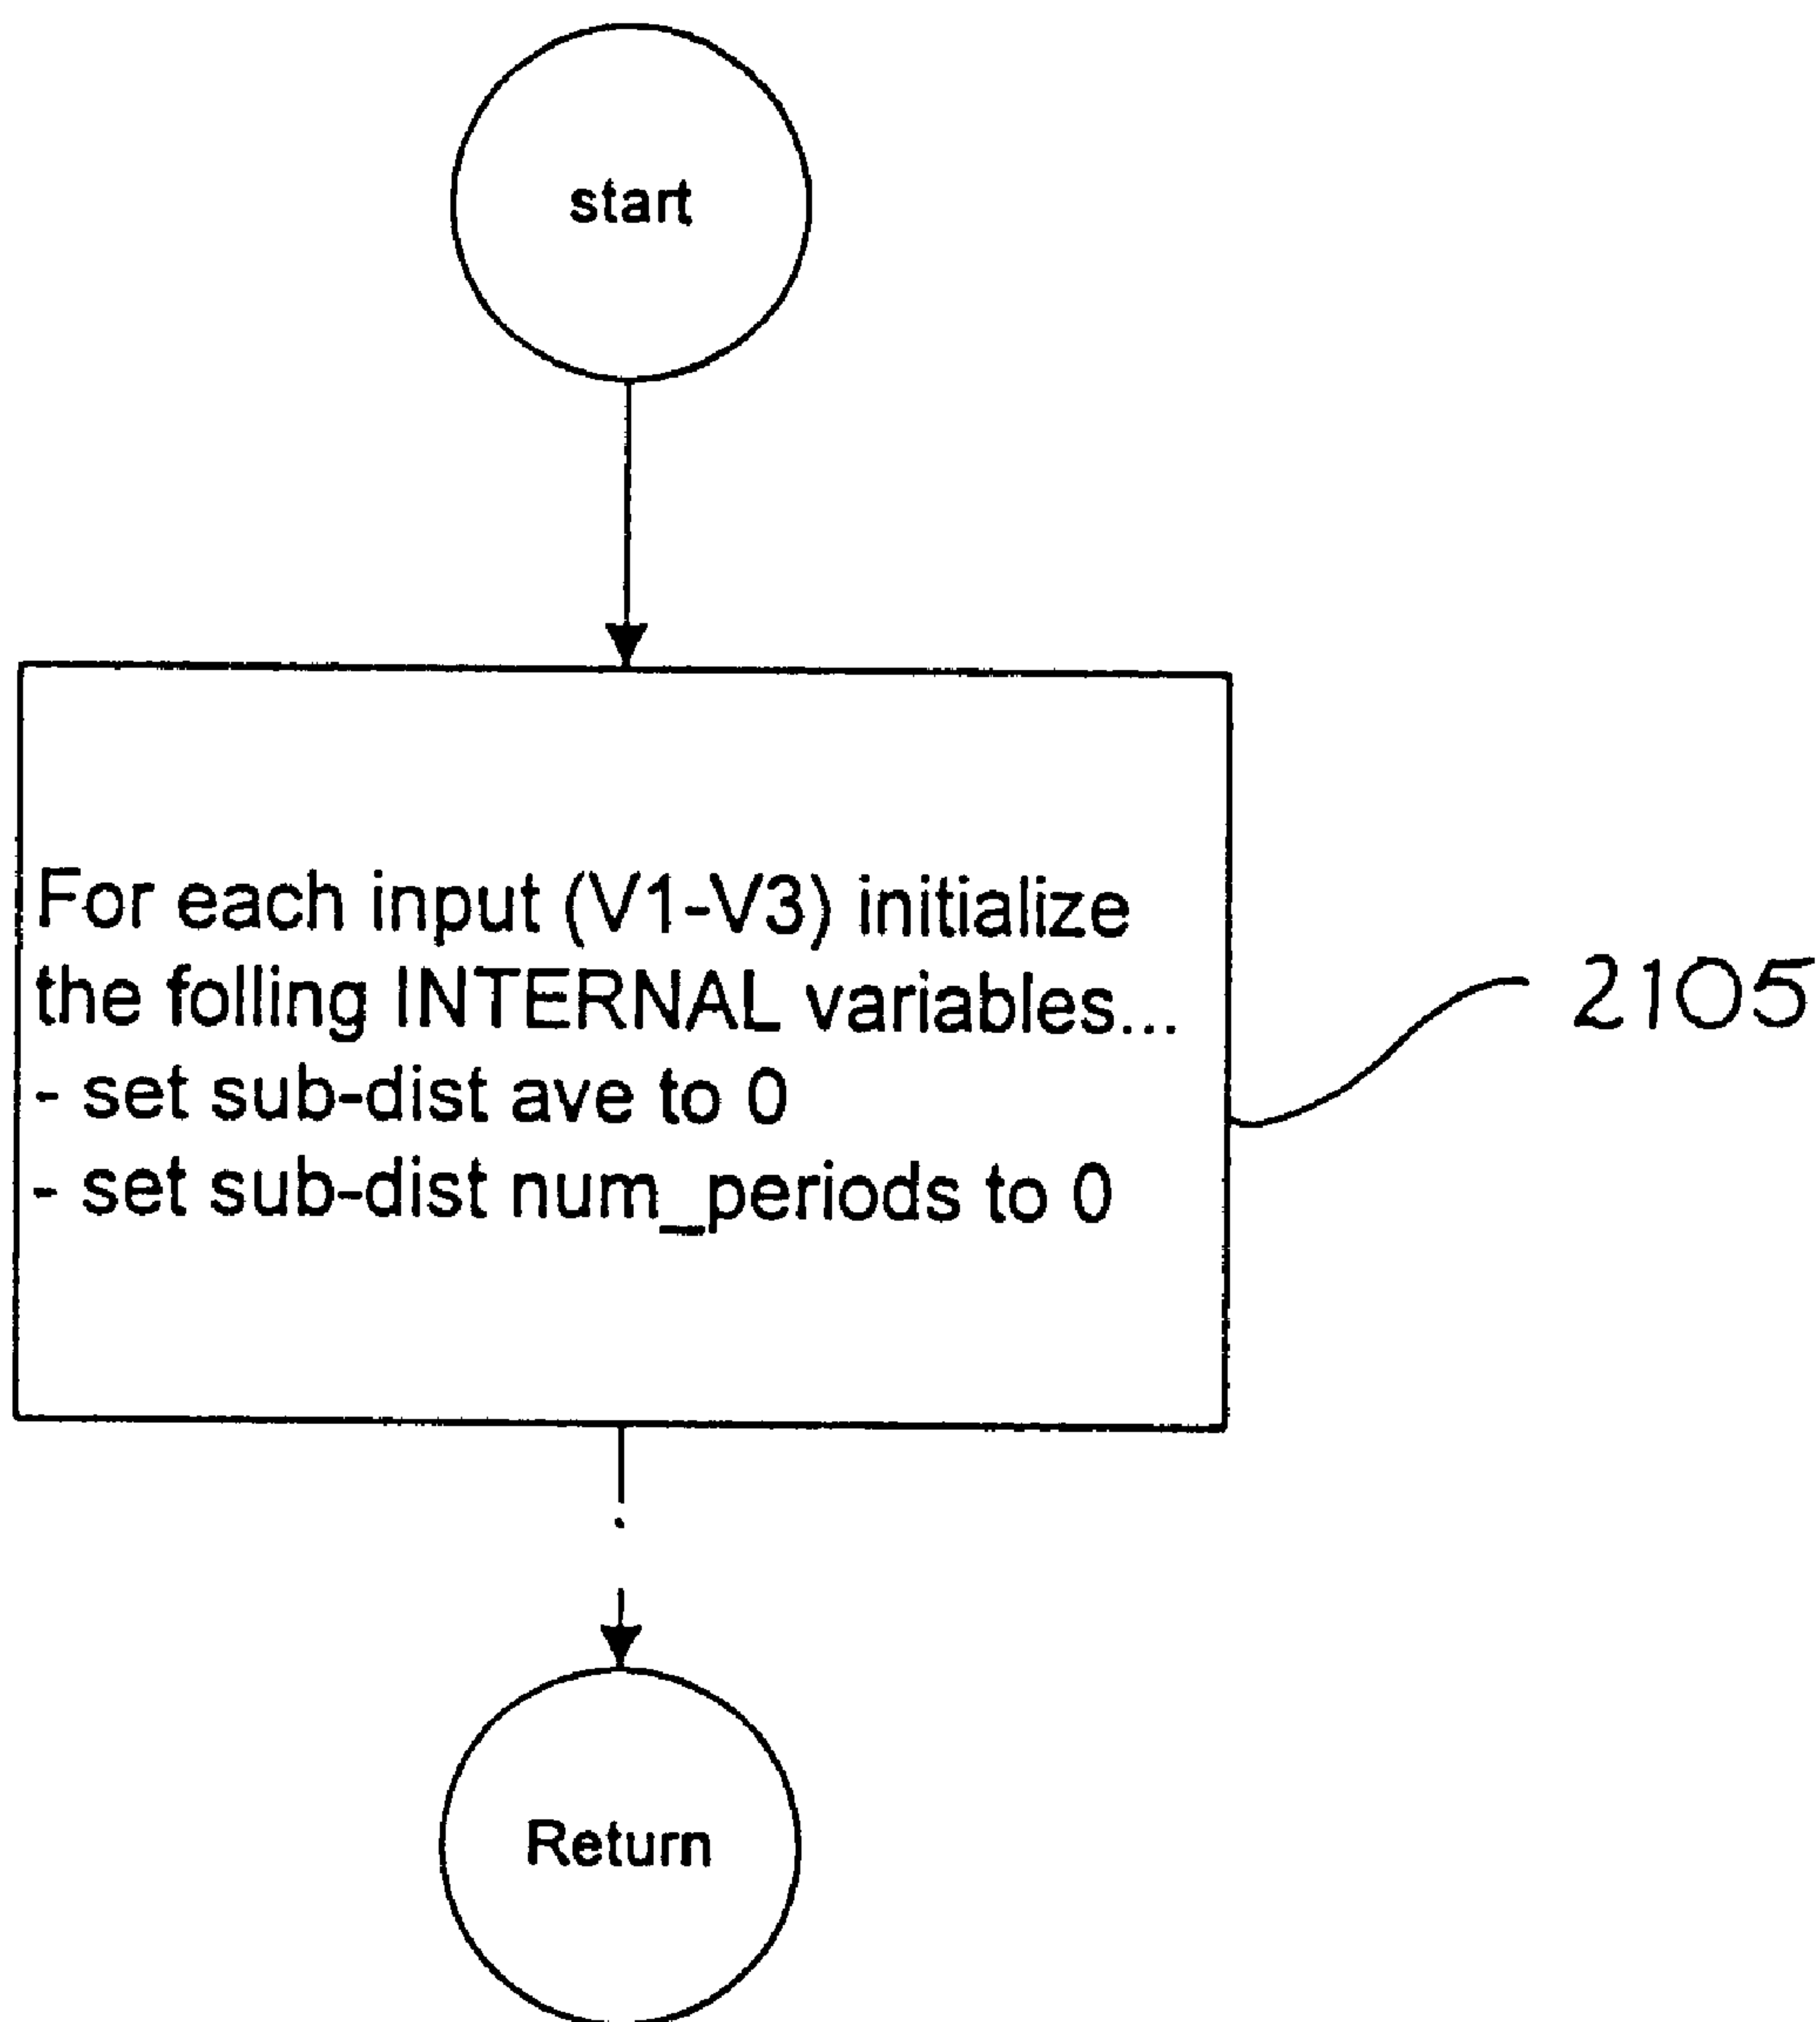 start
For each input (V1-V3) initialize
the folling INTERNAL variables...
- set sub-dist ave to 0
- set sub-dist num_periods to 0
2105
Return